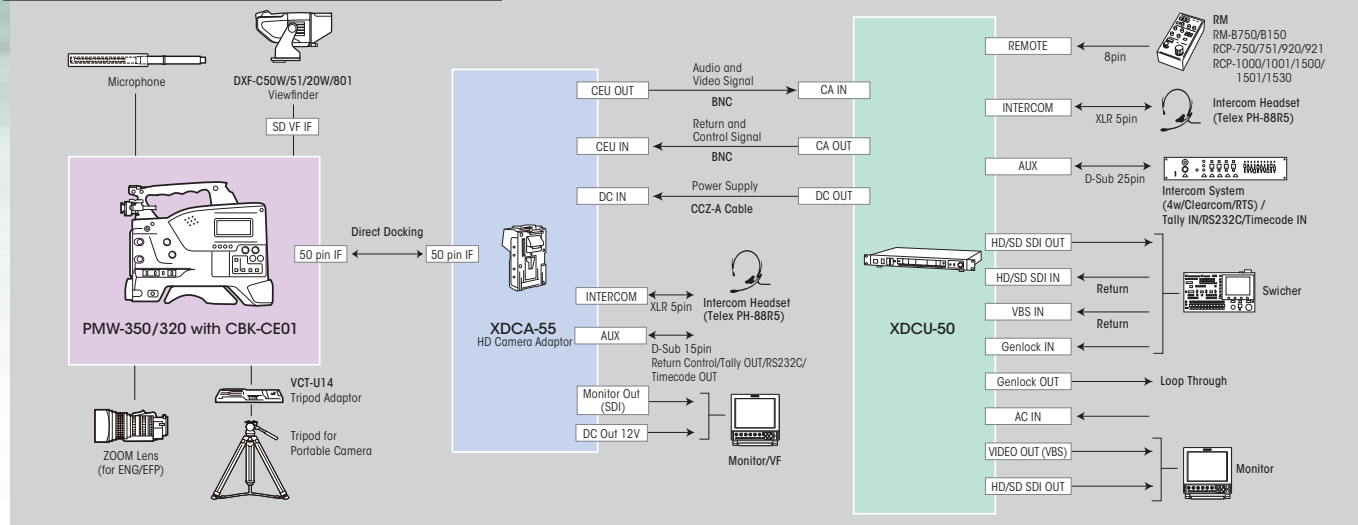 Microphone
DXF-C50W/51/20W/801
Viewfinder
SD VF IF
PMW-350/320 with CBK-CE01
50 pin IF
Direct Docking
50 pin IF
ZOOM Lens
(for ENG/EFP)
VCT-U14
Tripod Adaptor
Tripod for
Portable Camera
XDCA-55
HD Camera Adaptor
CEU OUT
Audio and
Video Signal
BNC
CA IN
CEU IN
Return and
Control Signal
BNC
CA OUT
DC IN
Power Supply
CCZ-A Cable
DC OUT
INTERCOM
XLR 5pin
Intercom Headset
(Telex PH-88R5)
AUX
D-Sub 15pin
Return Control/Tally OUT/RS232C/
Timecode OUT
Monitor Out
(SDI)
DC Out 12V
Monitor/VF
XDCU-50
REMOTE
8pin
RM
RM-B750/B150
RCP-750/751/920/921
RCP-1000/1001/1500/
1501/1530
INTERCOM
XLR 5pin
Intercom Headset
(Telex PH-88R5)
AUX
D-Sub 25pin
Intercom System
(4w/Clearcom/RTS) /
Tally IN/RS232C/Timecode IN
HD/SD SDI OUT
HD/SD SDI IN
Return
VBS IN
Return
Genlock IN
Swicher
Genlock OUT
Loop Through
AC IN
VIDEO OUT (VBS)
HD/SD SDI OUT
Monitor